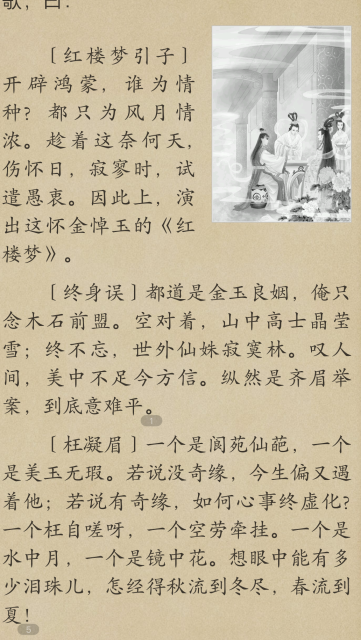 歌，曰：
〔红楼梦引子〕
开辟鸿蒙，谁为情
种？都只为风月情
浓。趁着这奈何天，
伤怀日，寂寥时，试
遣愚衷。因此上，演
出这怀金悼玉的《红
楼梦》。
〔终身误〕都道是金玉良姻，俺只
念木石前盟。空对着，山中高士晶莹
雪；终不忘，世外仙姝寂寞林。叹人
间，美中不足今方信。纵然是齐眉举
案，到底意难平。
1
〔枉凝眉〕一个是阆苑仙葩，一个
是美玉无瑕。若说没奇缘，今生偏又遇
着他；若说有奇缘，如何心事终虚化？
一个枉自嗟呀，一个空劳牵挂。一个是
水中月，一个是镜中花。想眼中能有多
少泪珠儿，怎经得秋流到冬尽，春流到
夏！
5